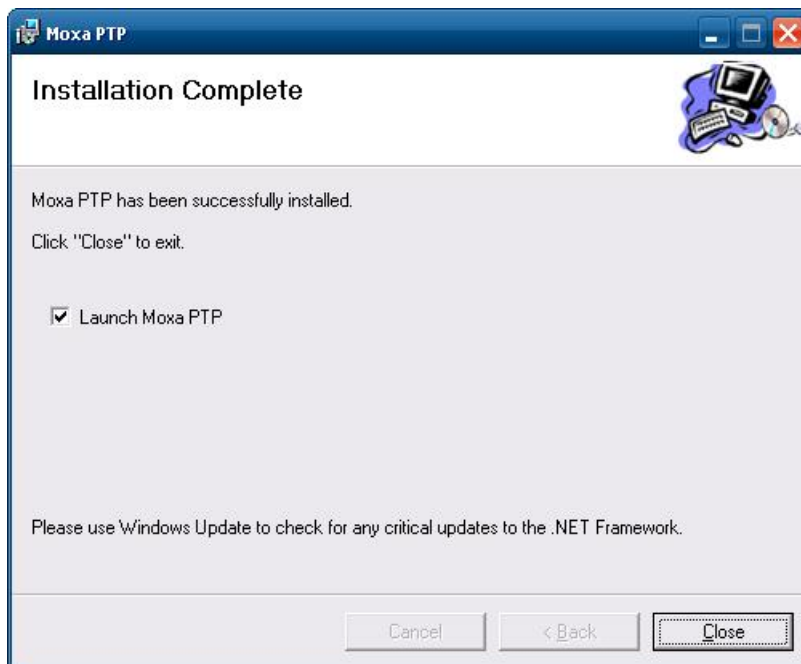 Moxa PTP
Installation Complete
Moxa PTP has been successfully installed.
Click "Close" to exit.
Launch Moxa PTP
Please use Windows Update to check for any critical updates to the .NET Framework.
Cancel
< Back
Close